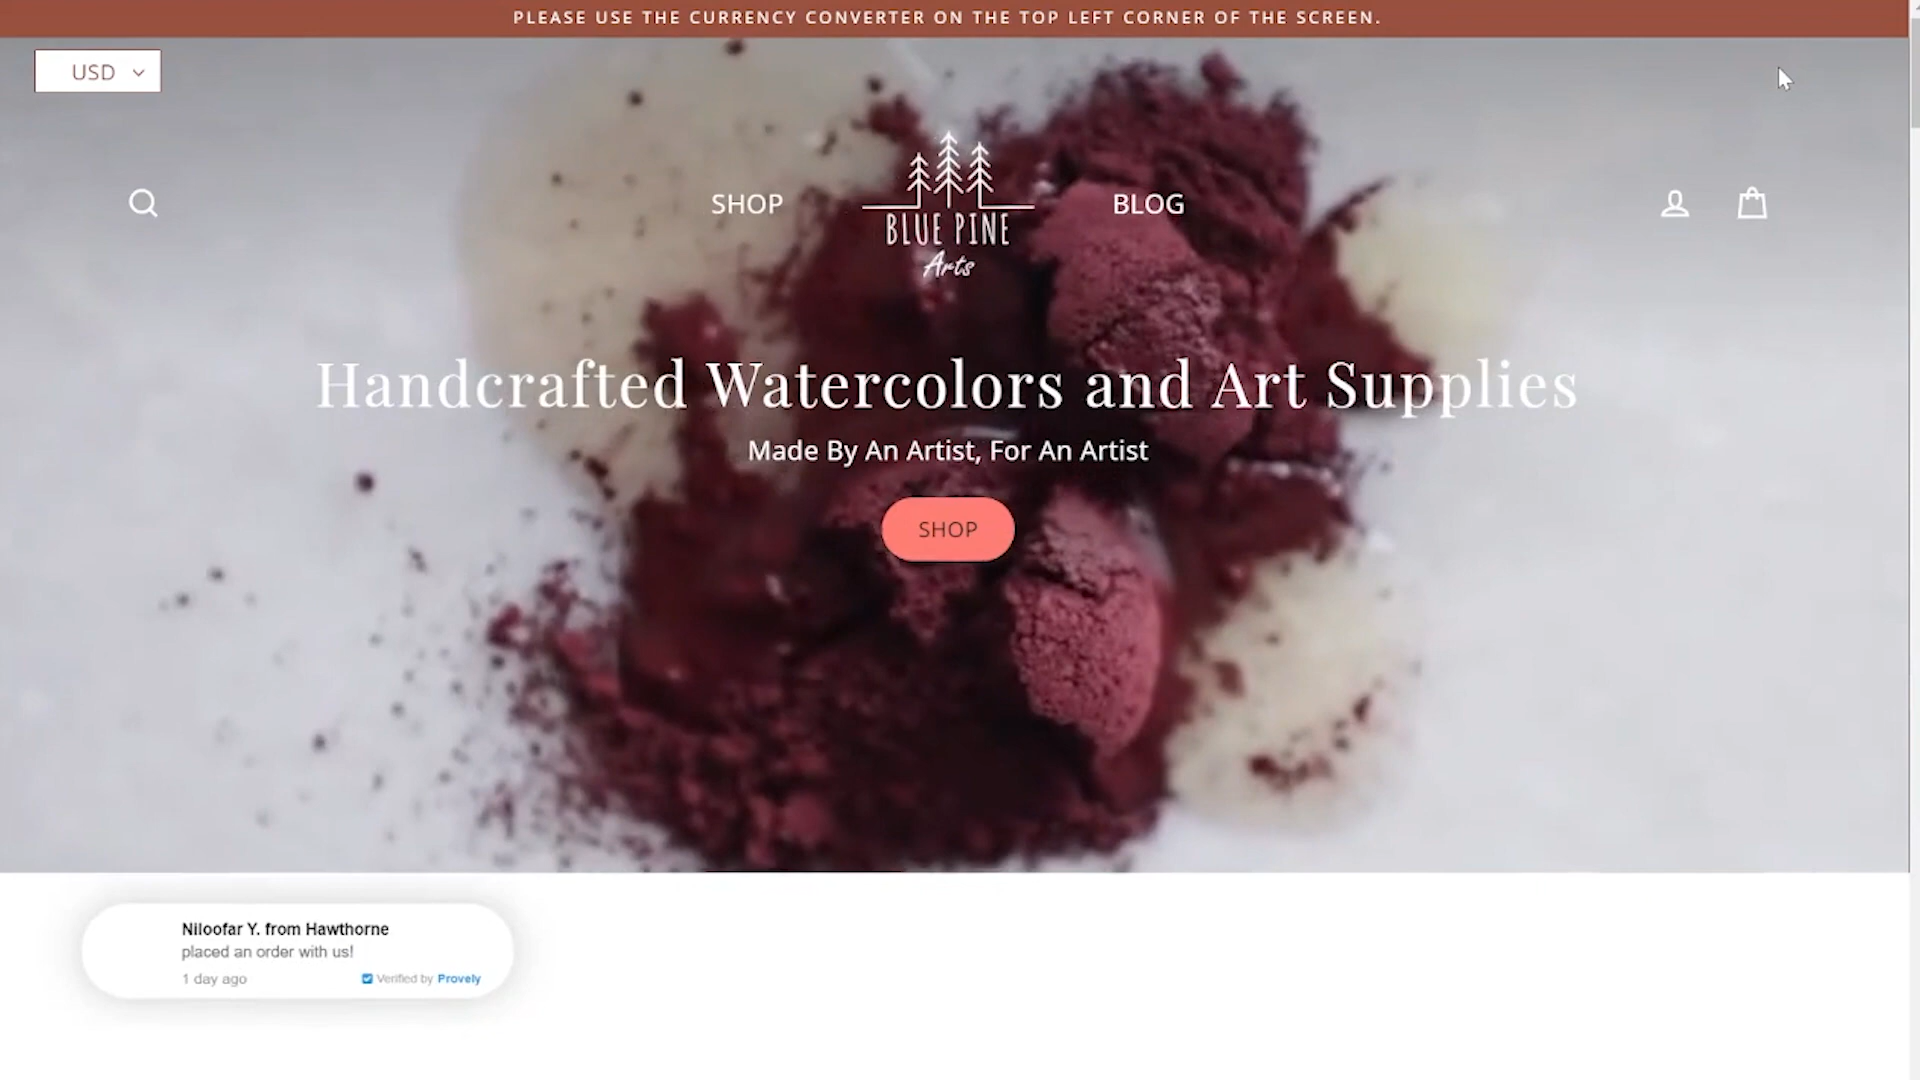 PLEASE USE THE CURRENCY CONVERTER ON THE TOP LEFT CORNER OF THE SCREEN.
USD
SHOP
BLUE PINE
Arts
BLOG
Handcrafted Watercolors and Art Supplies
Made By An Artist, For An Artist
SHOP
Niloofar Y. from Hawthorne
placed an order with us!
1 day ago Verified by Provely